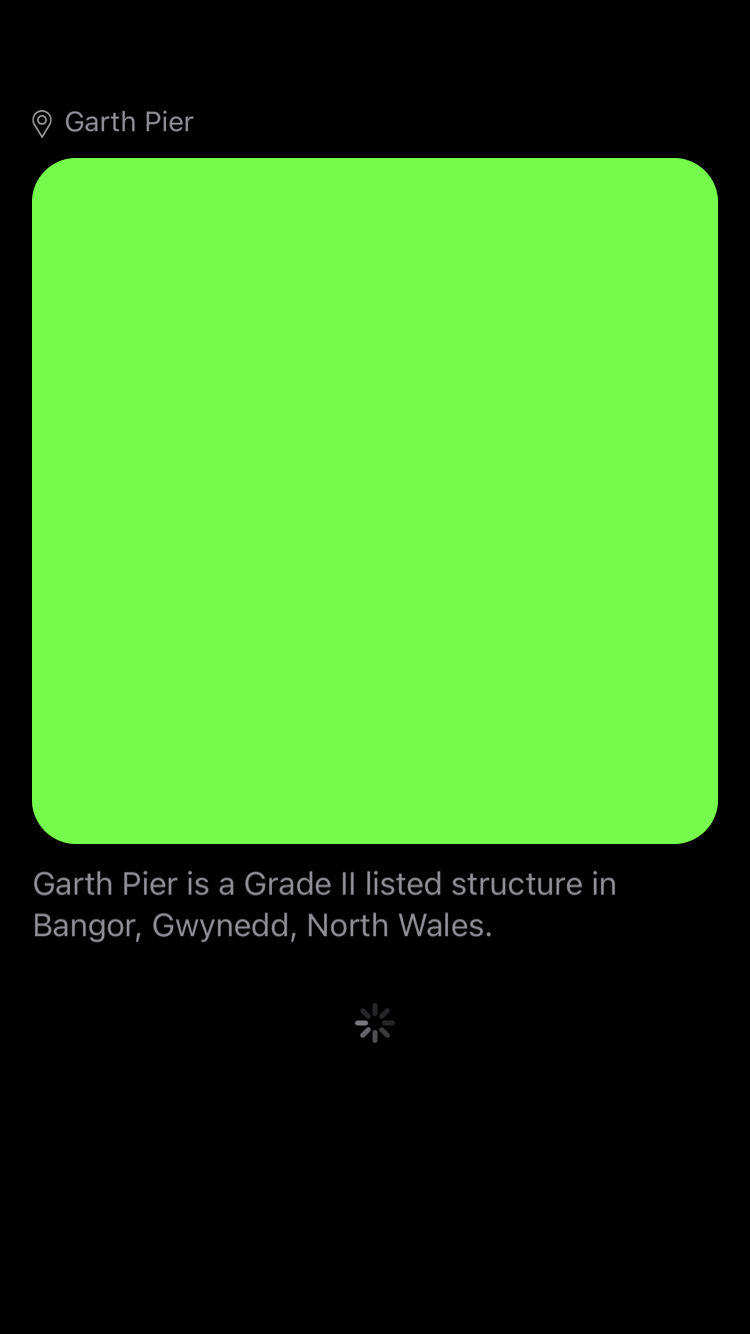 Garth Pier
Garth Pier is a Grade II listed structure in
Bangor, Gwynedd, North Wales.